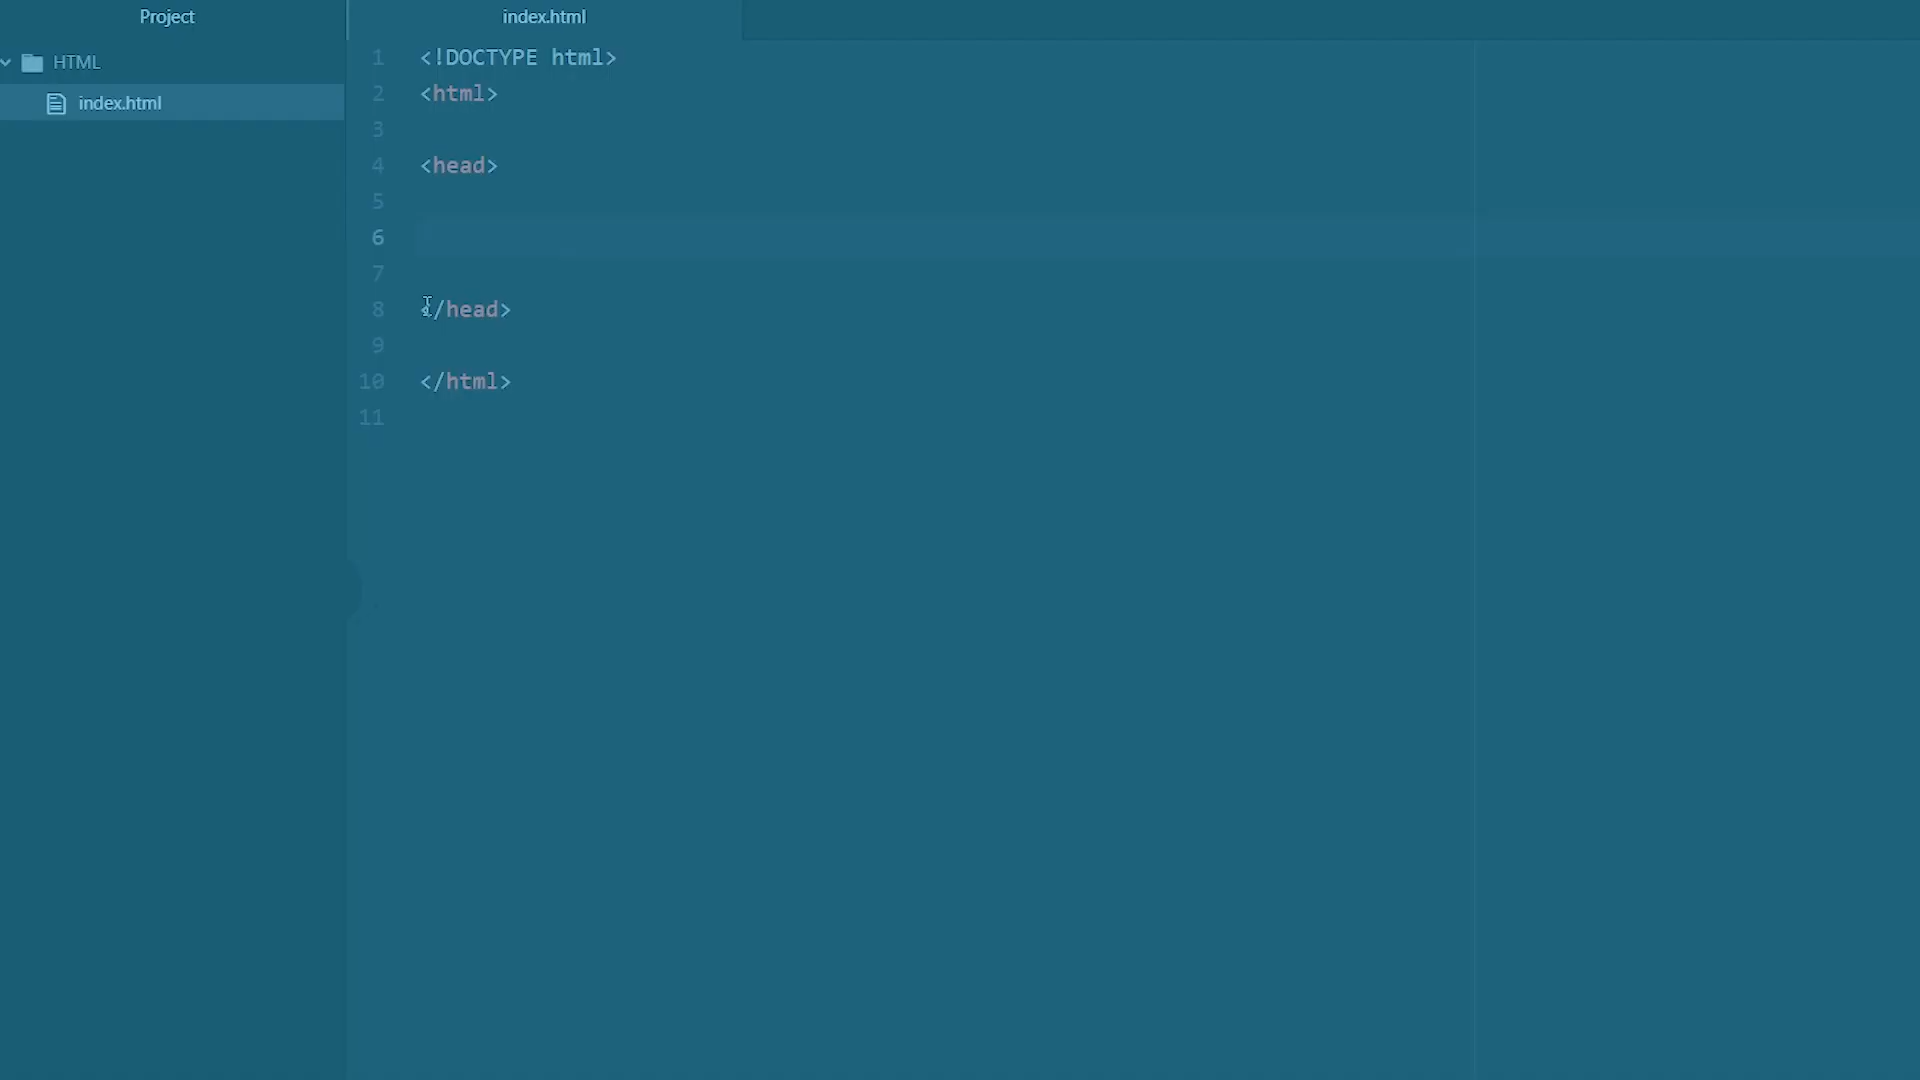 Project
index.html
HTML
index.html
1 <!DOCTYPE html>
2 <html>
3
4 <head>
5
6
7
8 </head>
9
10 </html>
11